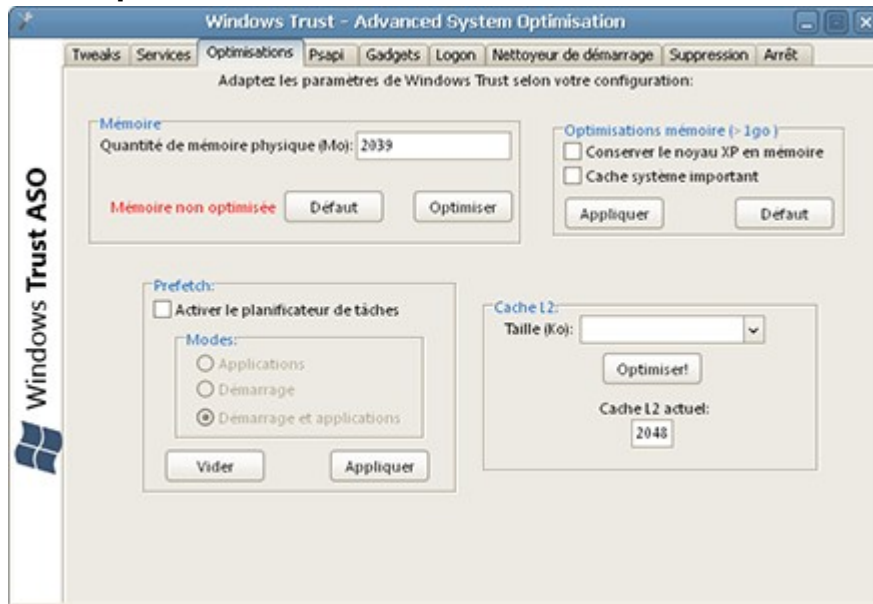 Windows Trust - Advanced System Optimisation
Tweaks Services Optimisations Psapi Gadgets Logon Nettoyeur de démarrage Suppression Arrêt
Adaptez les paramètres de Windows Trust selon votre configuration:
Mémoire
Quantité de mémoire physique (Mo): 2039
Mémoire non optimisée Défaut Optimiser
Optimisations mémoire (> 1go )
Conserver le noyau XP en mémoire
Cache système important
Appliquer Défaut
Prefetch:
Activer le planificateur de tâches
Modes:
Applications
Démarrage
Démarrage et applications
Vider Appliquer
Cache L2:
Taille (Ko):
Optimiser!
Cache L2 actuel:
2048
Windows Trust ASO